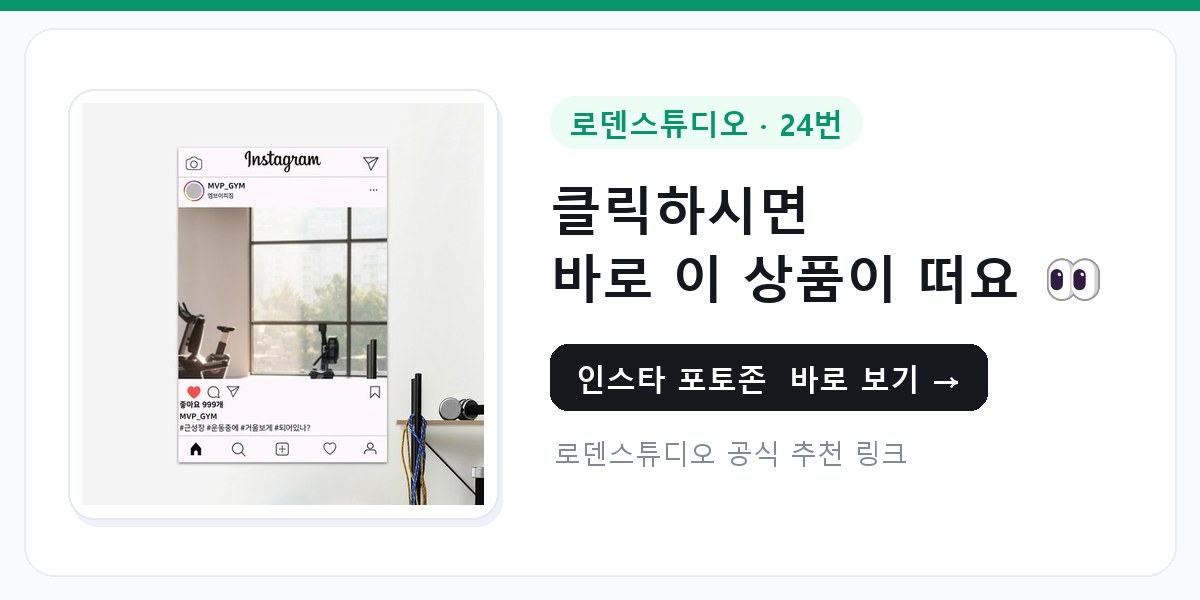 Instagram
MVP_GYM
엠브이피짐
좋아요 999개
MVP_GYM
#근성장 #운동중에 #거울보게 #되어있나?
로덴스튜디오 · 24번
클릭하시면
바로 이 상품이 떠요 👀
인스타 포토존 바로 보기 →
로덴스튜디오 공식 추천 링크